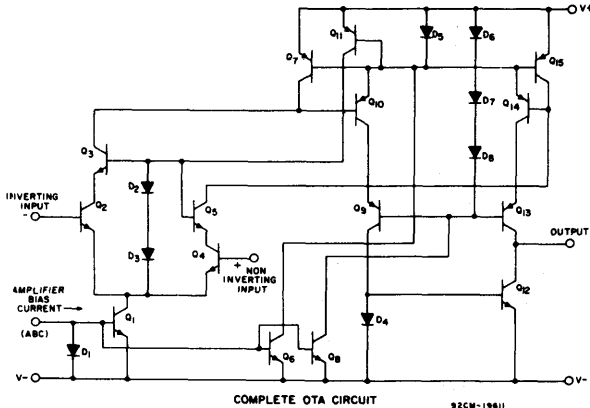 V+
Q11
D5
D6
Q7
Q15
Q10
D7
Q14
Q3
D8
D2
INVERTING
INPUT
-
Q2
Q5
Q9
Q13
D3
Q4
+
NON
INVERTING
INPUT
OUTPUT
AMPLIFIER
BIAS
CURRENT
(ABC)
Q1
D4
Q12
D1
Q6
Q8
V-
V-
COMPLETE OTA CIRCUIT
92CM-19611